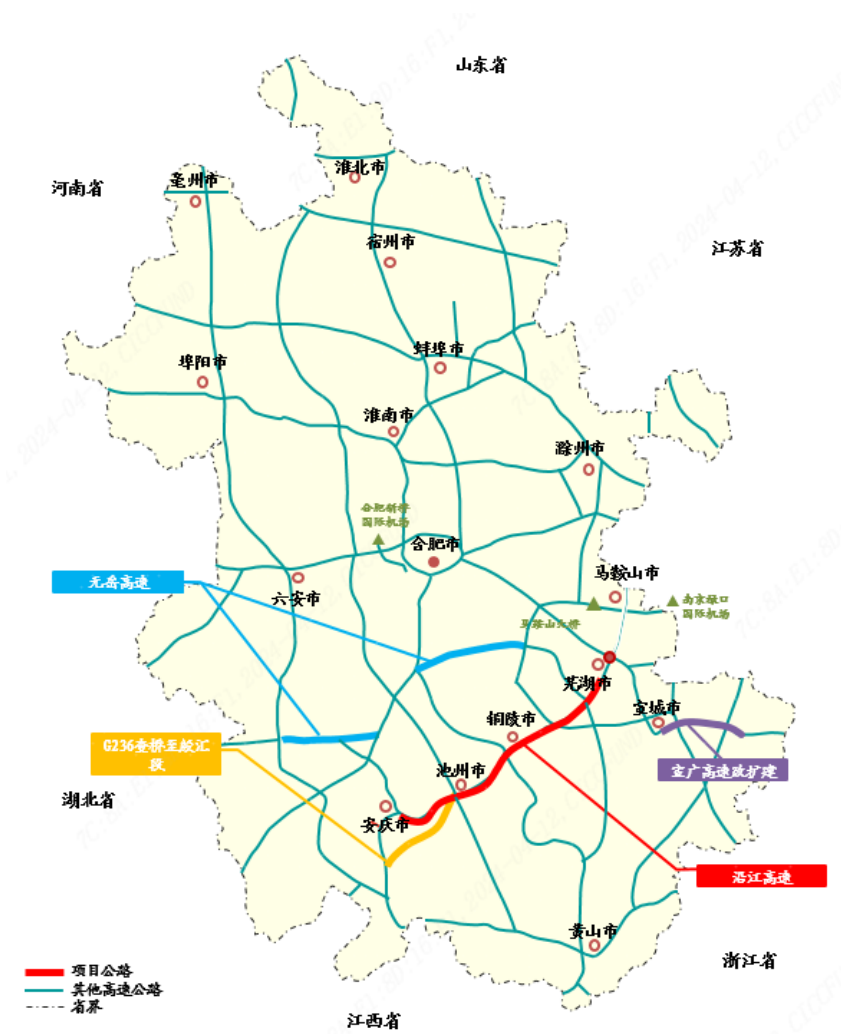 山东省
淮北市
亳州市
河南省
宿州市
江苏省
蚌埠市
埠阳市
淮南市
滁州市
合肥新桥
国际机场
合肥市
马鞍山市
无岳高速
六安市
南京禄口
国际机场
马鞍山大桥
芜湖市
宣城市
铜陵市
G236查桥至皖汇
段
池州市
宣广高速改扩建
湖北省
安庆市
沿江高速
黄山市
浙江省
项目公路
其他高速公路
省界
江西省